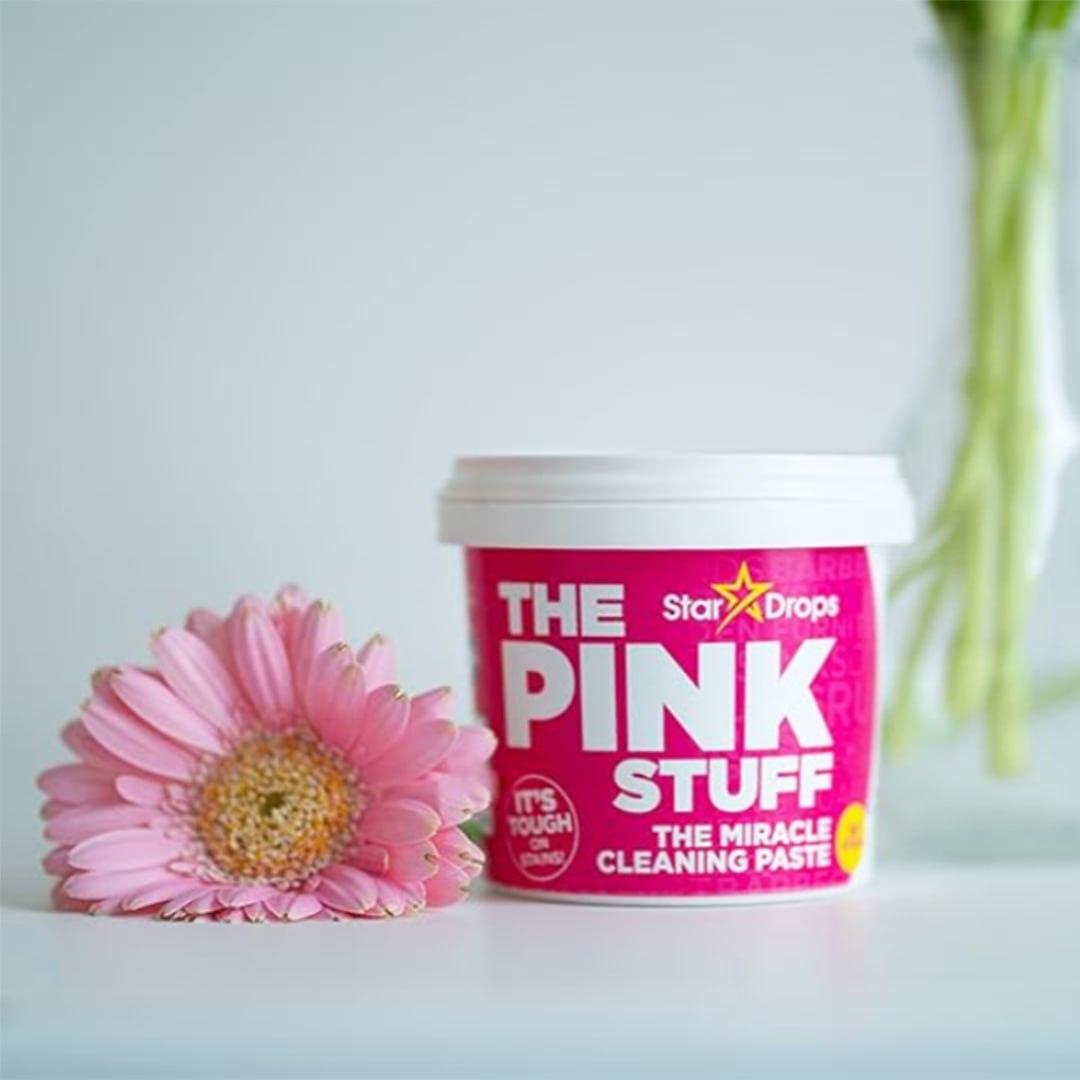 THE
Star Drops
PINK
STUFF
IT'S
TOUGH
ON
STAINS!
THE MIRACLE
CLEANING PASTE